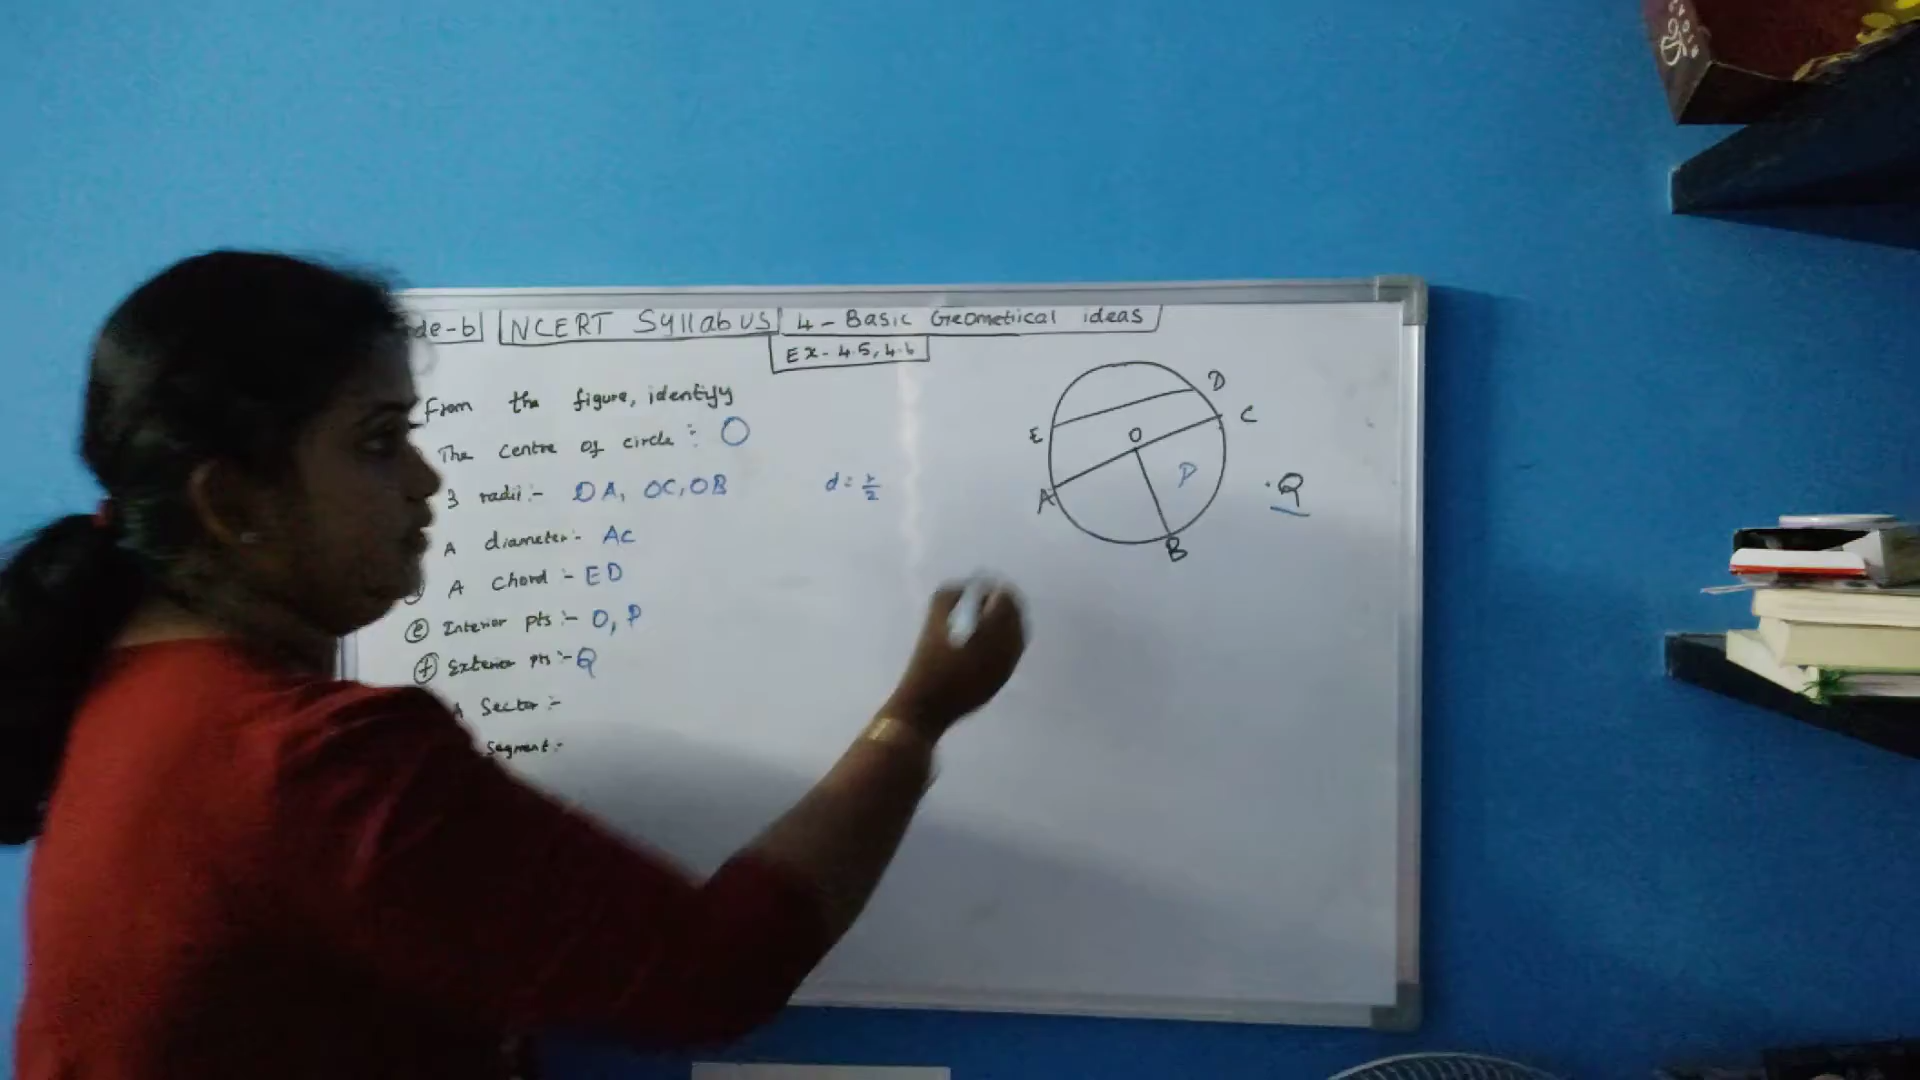 de-6 NCERT Syllabus 4 - Basic Geometrical ideas
Ex - 4.5, 4.6
From the figure, identify
The centre of circle :- O
3 radii :- OA, OC, OB
d = r/2
A diameter :- AC
A chord :- ED
(e) Interior pts :- O, P
(f) Exterior pts :- Q
A Sector :-
Segment :-
D
C
E
O
P
Q
A
B